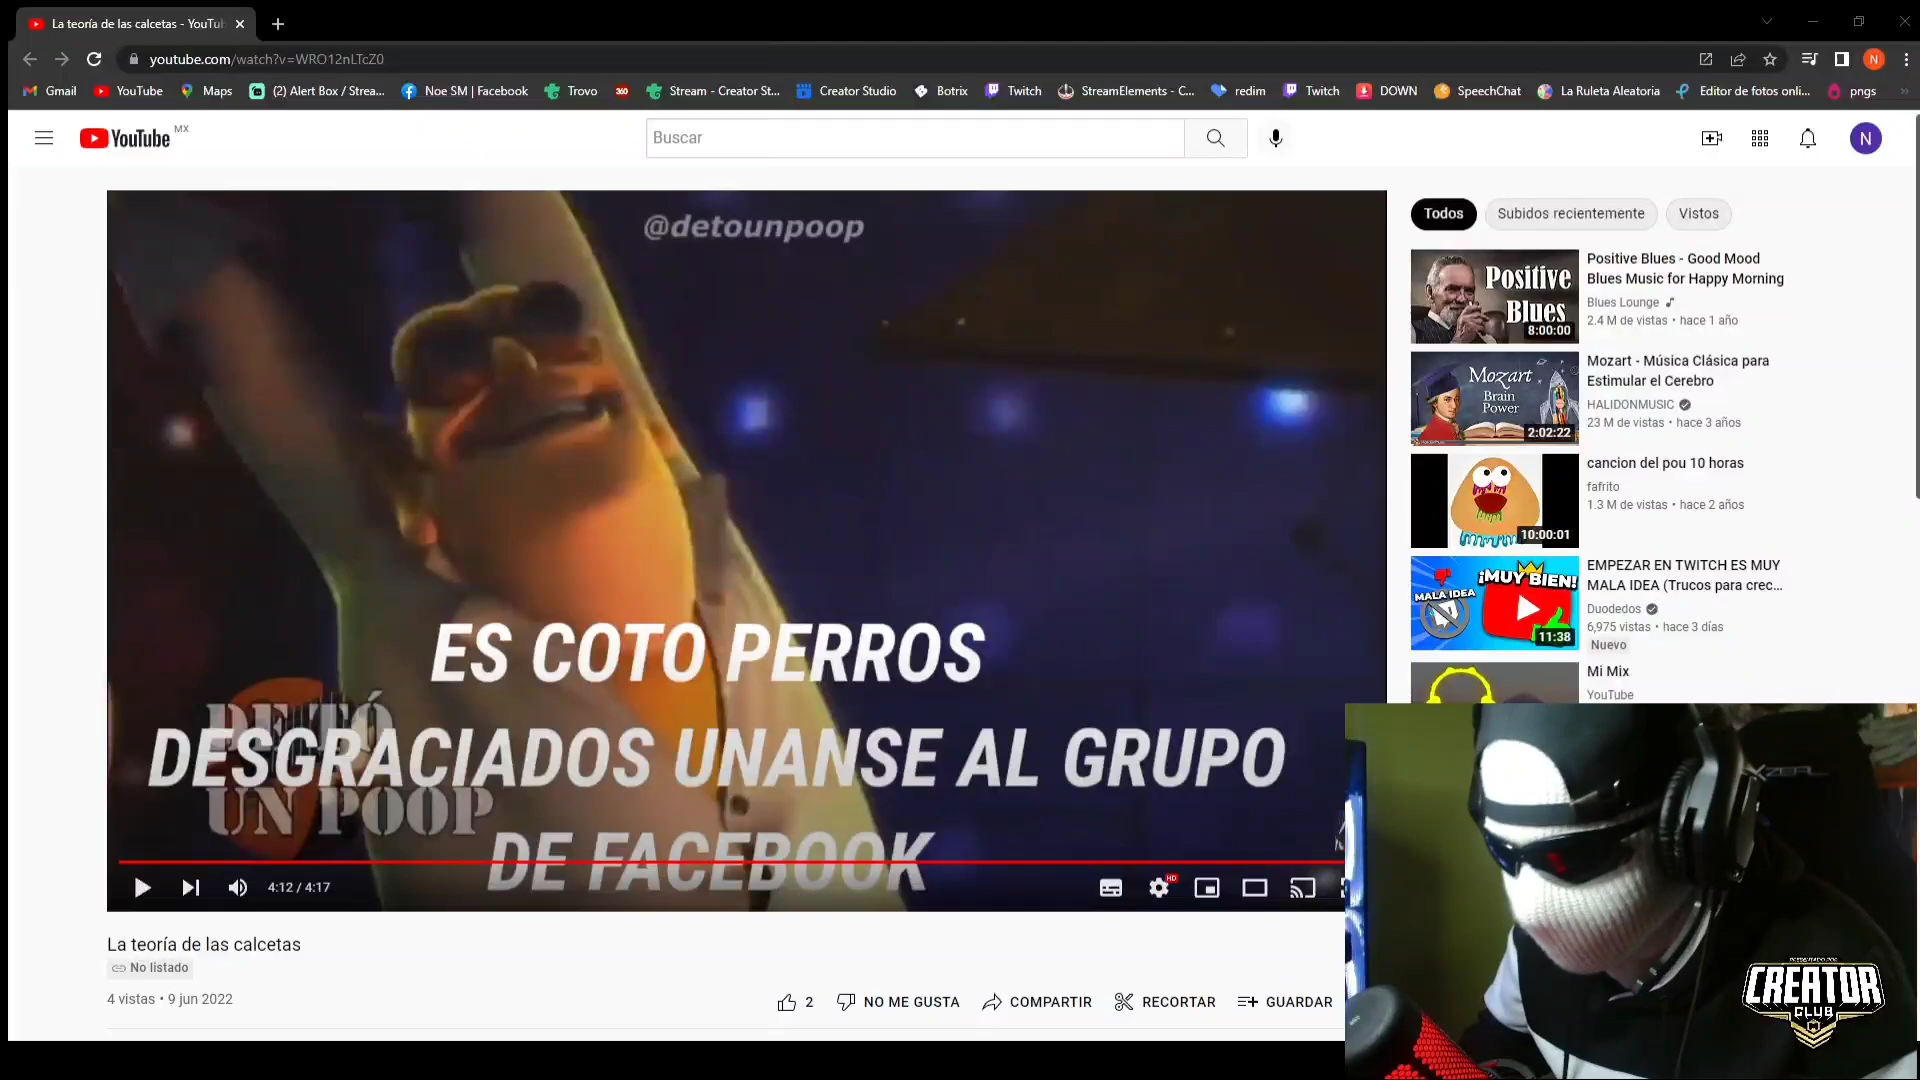 La teoría de las calcetas - YouTu
youtube.com/watch?v=WRO12nLTcZ0
Gmail
YouTube
Maps
(2) Alert Box / Strea...
Noe SM | Facebook
Trovo
360
Stream - Creator St...
Creator Studio
Botrix
Twitch
StreamElements - C...
redim
Twitch
DOWN
SpeechChat
La Ruleta Aleatoria
Editor de fotos onli...
pngs
YouTube MX
Buscar
N
@detounpoop
ES COTO PERROS
DESGRACIADOS UNANSE AL GRUPO
DE FACEBOOK
DE TÓ
UN POOP
4:12 / 4:17
HD
La teoría de las calcetas
No listado
4 vistas • 9 jun 2022
2
NO ME GUSTA
COMPARTIR
RECORTAR
GUARDAR
Todos
Subidos recientemente
Vistos
Positive
Blues
8:00:00
Positive Blues - Good Mood
Blues Music for Happy Morning
Blues Lounge
2.4 M de vistas • hace 1 año
Mozart
Brain
Power
2:02:22
Mozart - Música Clásica para
Estimular el Cerebro
HALIDONMUSIC
23 M de vistas • hace 3 años
10:00:01
cancion del pou 10 horas
fafrito
1.3 M de vistas • hace 2 años
¡MUY BIEN!
MALA IDEA
11:38
EMPEZAR EN TWITCH ES MUY
MALA IDEA (Trucos para crec...
Duodedos
6,975 vistas • hace 3 días
Nuevo
Mi Mix
YouTube
PRESENTADO POR
CREATOR
CLUB